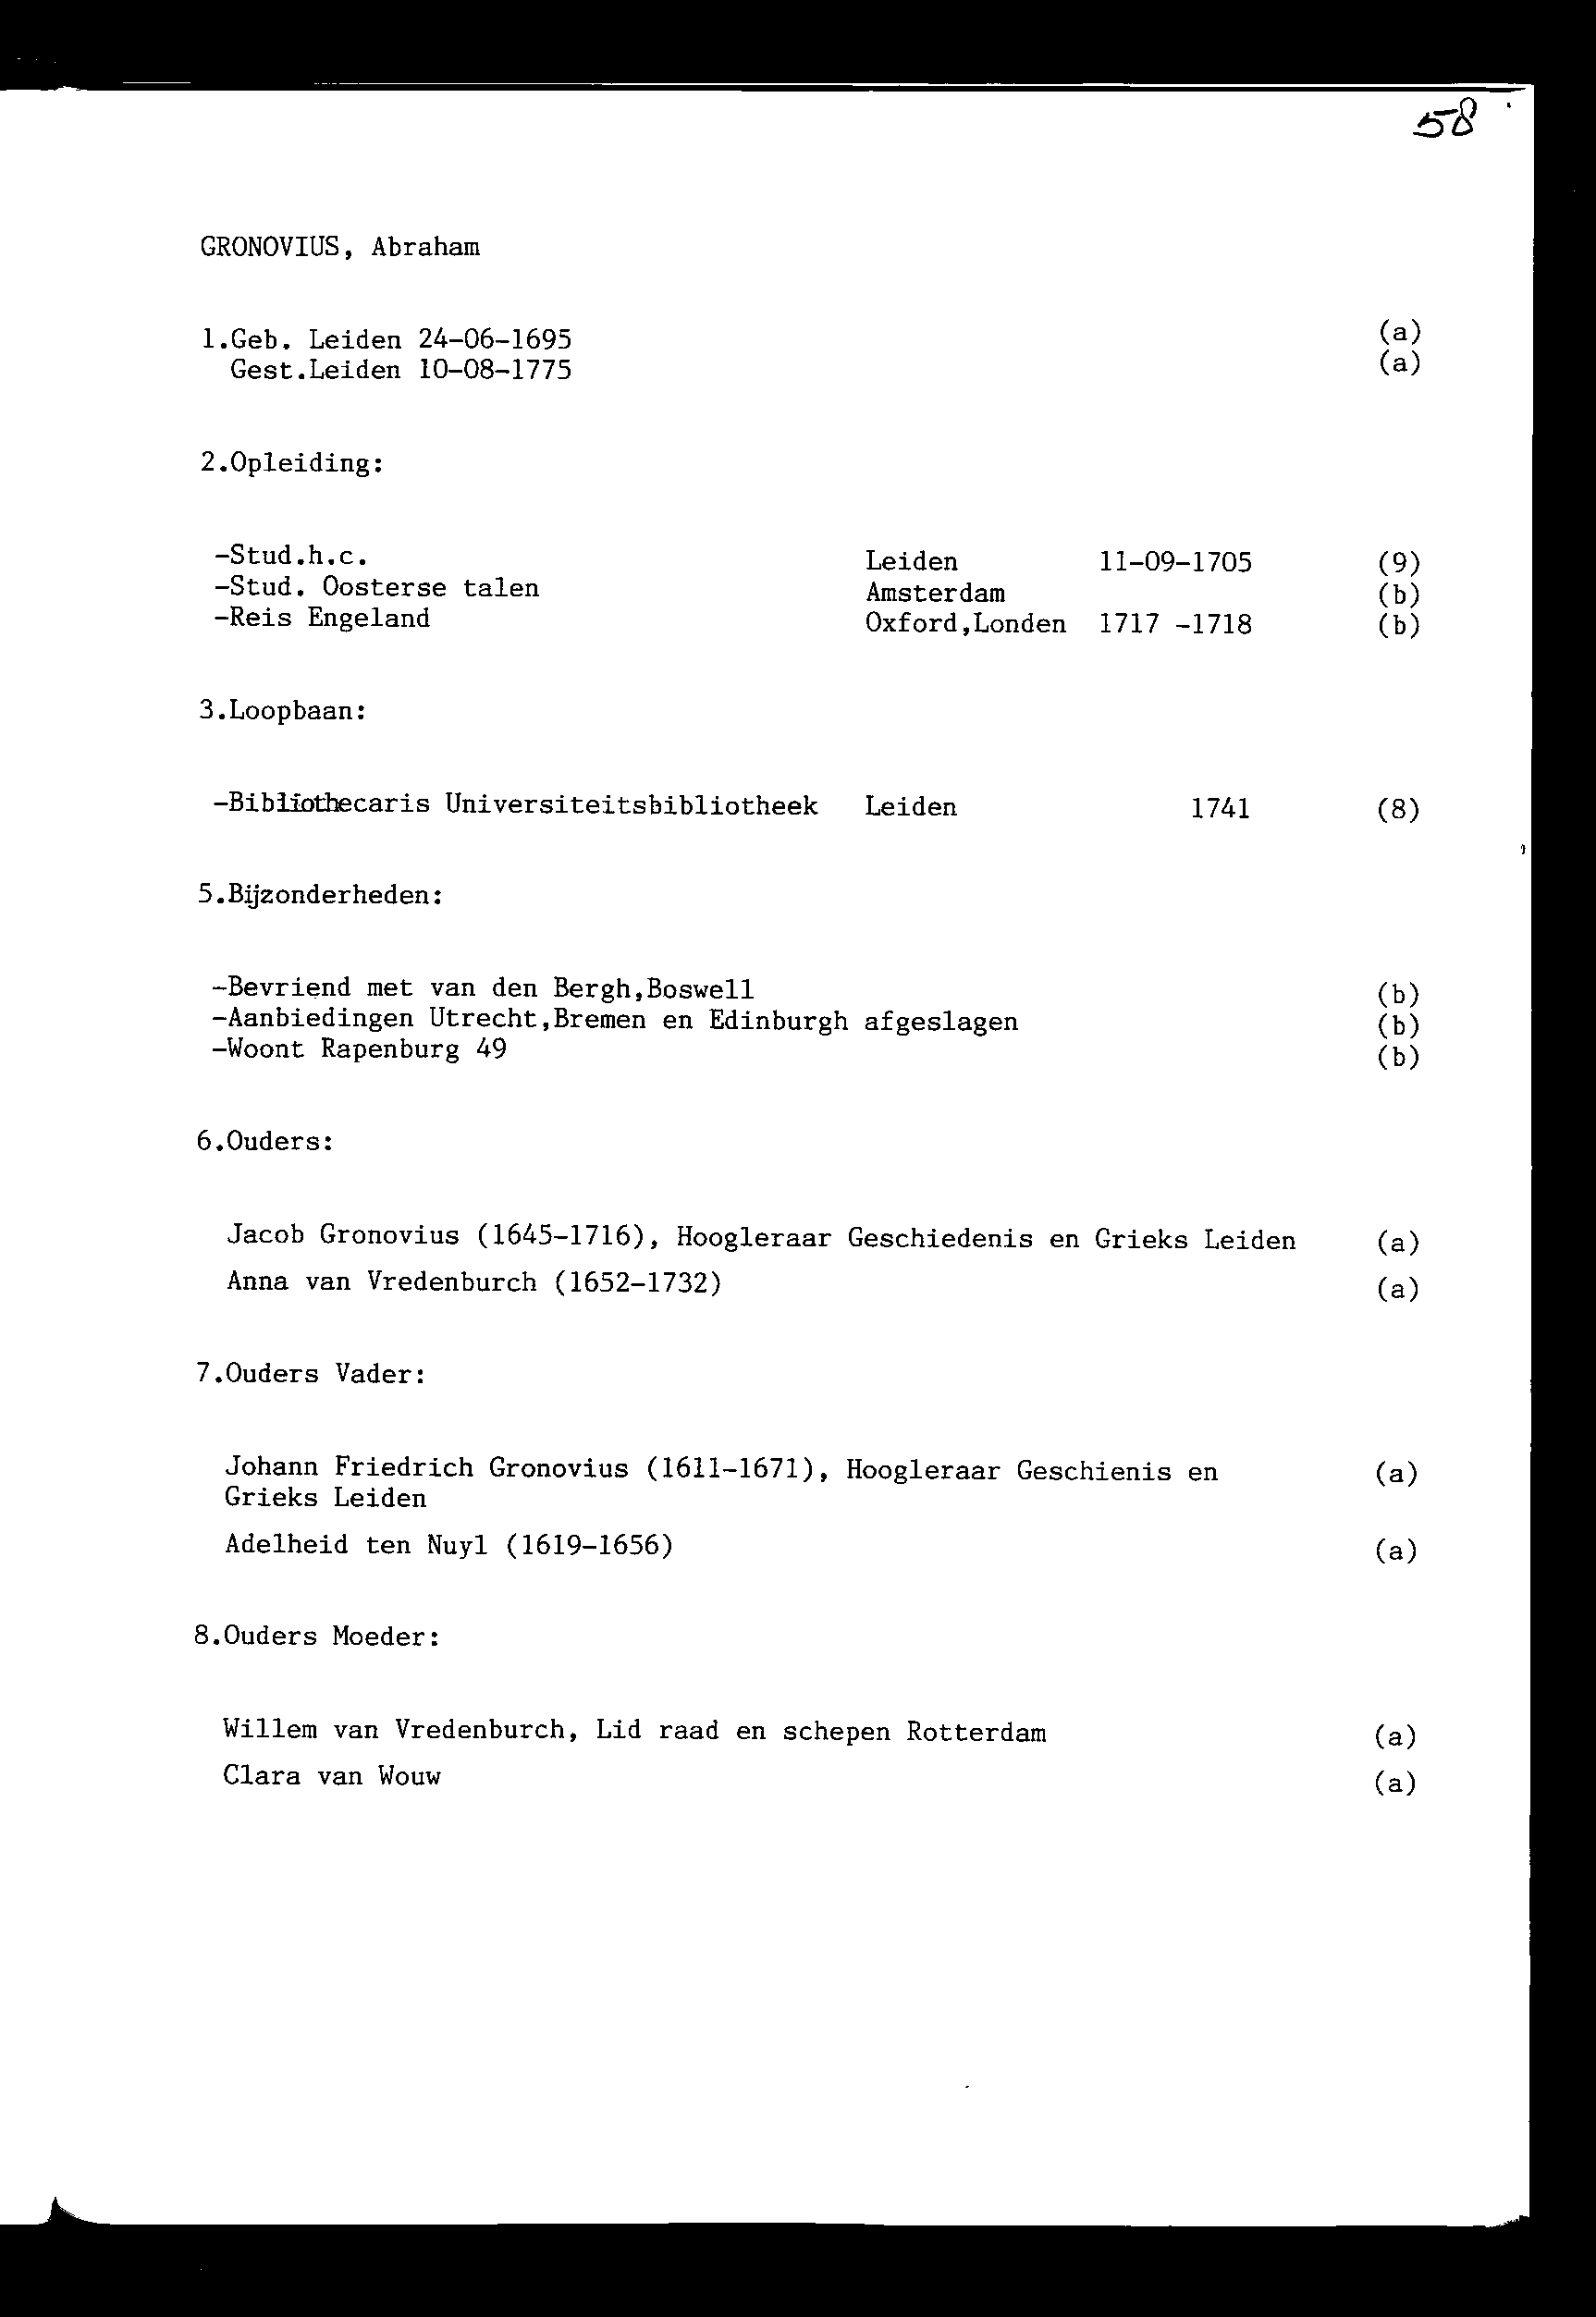 58
GRONOVIUS, Abraham
1.Geb. Leiden 24-06-1695 (a)
Gest.Leiden 10-08-1775 (a)
2.Opleiding:
-Stud.h.c. Leiden 11-09-1705 (9)
-Stud. Oosterse talen Amsterdam (b)
-Reis Engeland Oxford,Londen 1717 -1718 (b)
3.Loopbaan:
-Bibliothecaris Universiteitsbibliotheek Leiden 1741 (8)
5.Bijzonderheden:
-Bevriend met van den Bergh,Boswell (b)
-Aanbiedingen Utrecht,Bremen en Edinburgh afgeslagen (b)
-Woont Rapenburg 49 (b)
6.Ouders:
Jacob Gronovius (1645-1716), Hoogleraar Geschiedenis en Grieks Leiden (a)
Anna van Vredenburch (1652-1732) (a)
7.Ouders Vader:
Johann Friedrich Gronovius (1611-1671), Hoogleraar Geschienis en (a)
Grieks Leiden
Adelheid ten Nuyl (1619-1656) (a)
8.Ouders Moeder:
Willem van Vredenburch, Lid raad en schepen Rotterdam (a)
Clara van Wouw (a)